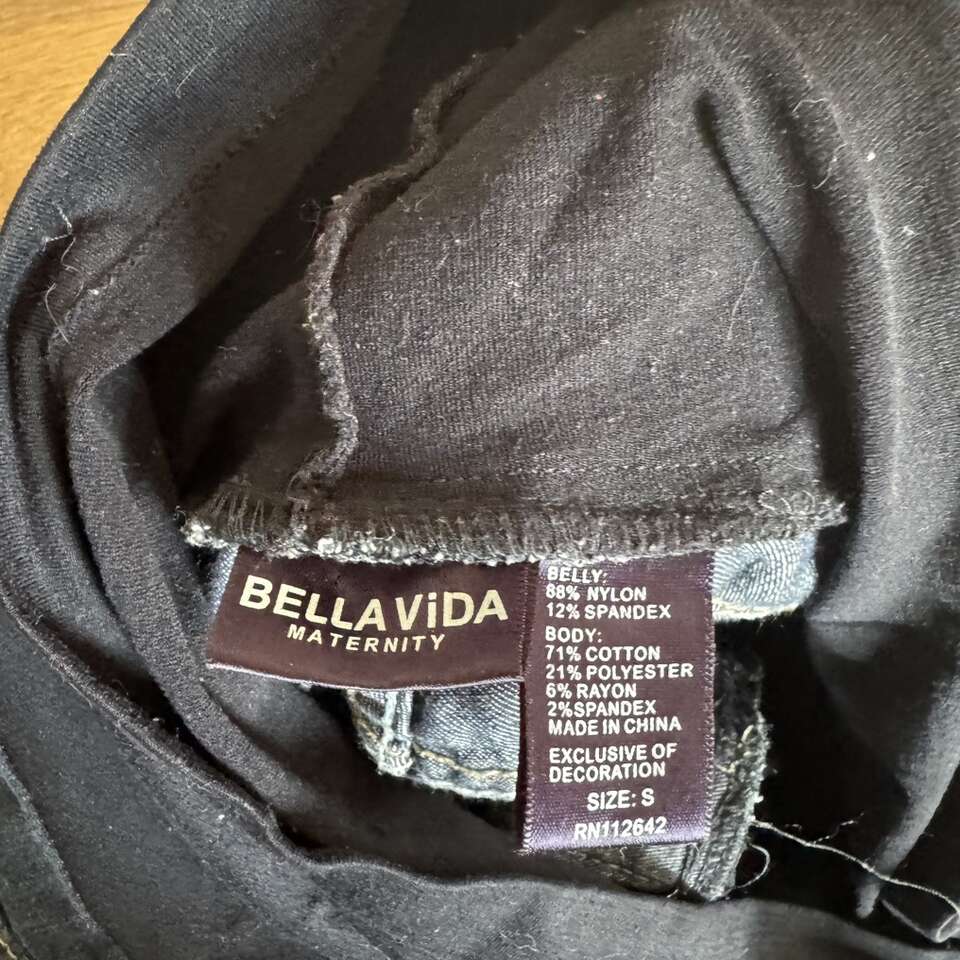 BELLAViDA
MATERNITY
BELLY:
88% NYLON
12% SPANDEX
BODY:
71% COTTON
21% POLYESTER
6% RAYON
2%SPANDEX
MADE IN CHINA
EXCLUSIVE OF
DECORATION
SIZE: S
RN112642